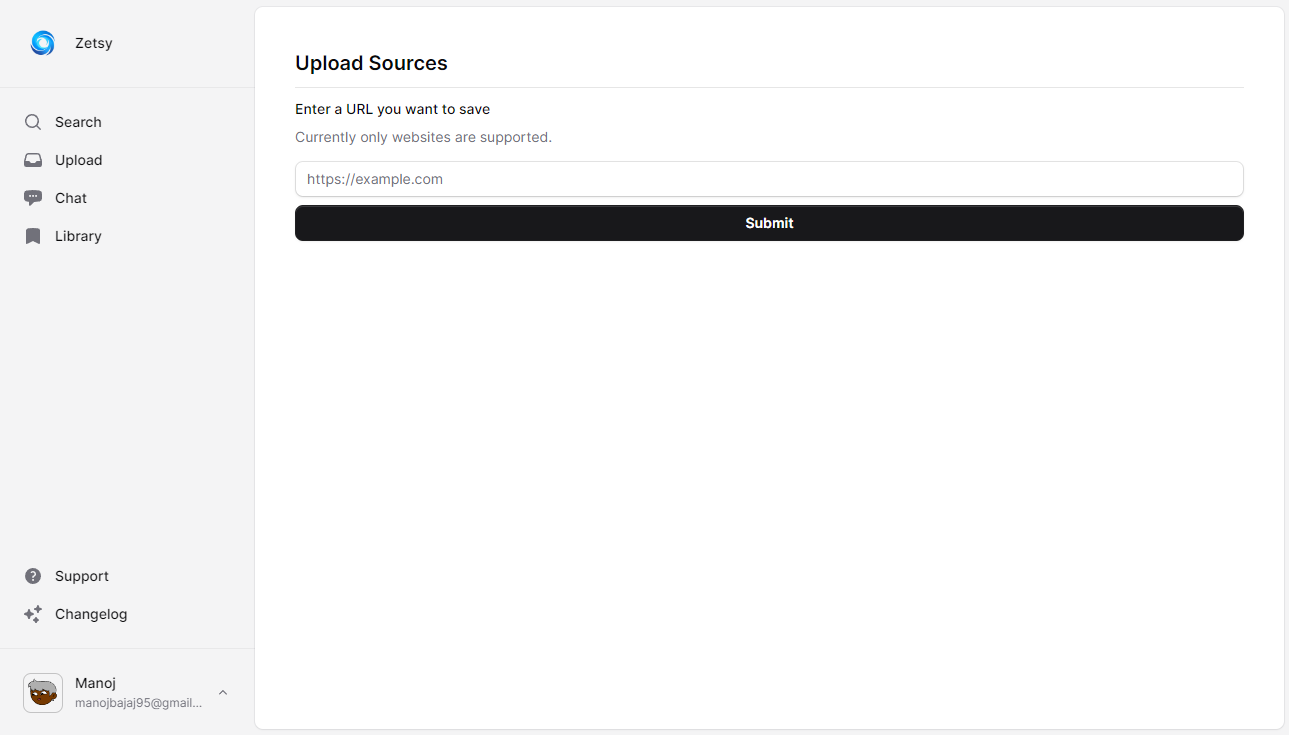 Zetsy
Search
Upload
Chat
Library
Support
Changelog
Manoj
manojbajaj95@gmail...
Upload Sources
Enter a URL you want to save
Currently only websites are supported.
https://example.com
Submit